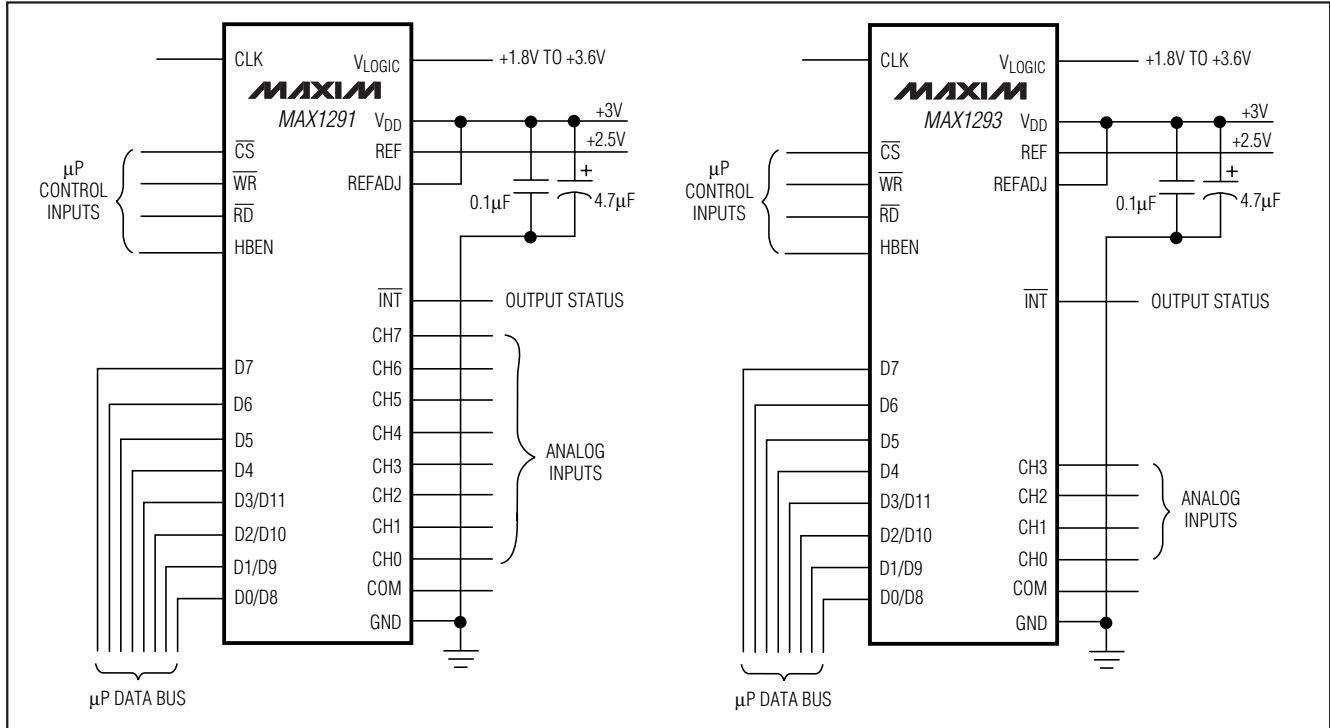 CLK
VLOGIC
+1.8V TO +3.6V
MAXIM
MAX1291
VDD
+3V
CS
REF
+2.5V
WR
REFADJ
μP
CONTROL
INPUTS
RD
HBEN
0.1μF
+
4.7μF
INT
OUTPUT STATUS
CH7
D7
CH6
D6
CH5
D5
CH4
D4
CH3
D3/D11
CH2
D2/D10
CH1
D1/D9
CH0
D0/D8
COM
GND
ANALOG
INPUTS
μP DATA BUS
CLK
VLOGIC
+1.8V TO +3.6V
MAXIM
MAX1293
VDD
+3V
CS
REF
+2.5V
WR
REFADJ
μP
CONTROL
INPUTS
RD
HBEN
0.1μF
+
4.7μF
INT
OUTPUT STATUS
D7
D6
D5
D4
CH3
D3/D11
CH2
D2/D10
CH1
D1/D9
CH0
D0/D8
COM
GND
ANALOG
INPUTS
μP DATA BUS